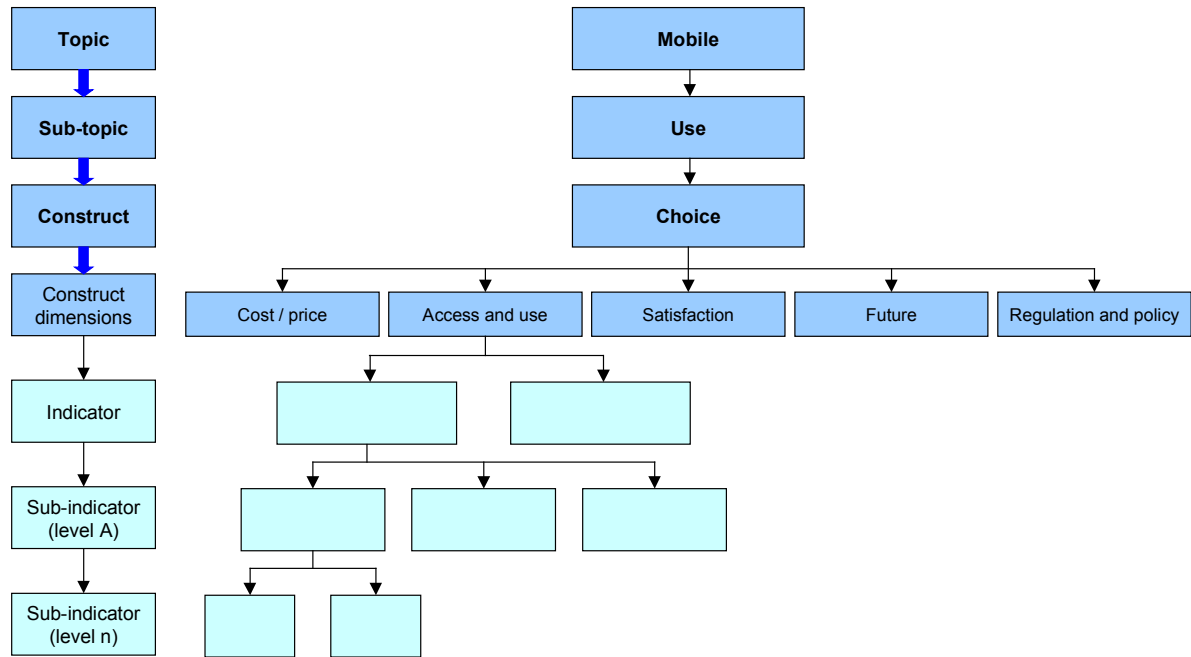 Topic
Mobile
Sub-topic
Use
Construct
Choice
Construct
dimensions
Cost / price
Access and use
Satisfaction
Future
Regulation and policy
Indicator
Sub-indicator
(level A)
Sub-indicator
(level n)